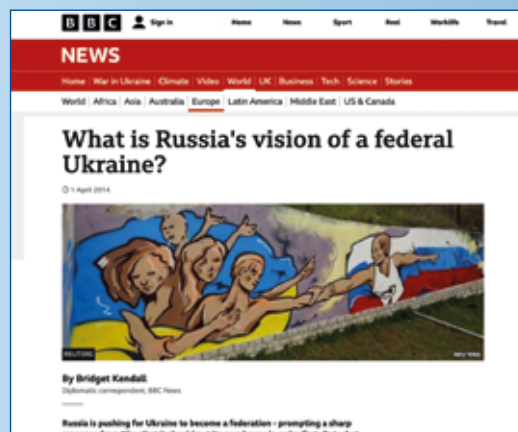 BBC Sign in Home News Sport Reel Worklife Travel
NEWS
Home War in Ukraine Climate Video World UK Business Tech Science Stories
World Africa Asia Australia Europe Latin America Middle East US & Canada
What is Russia's vision of a federal
Ukraine?
1 April 2014
REUTERS
REUTERS
By Bridget Kendall
Diplomatic correspondent, BBC News
Russia is pushing for Ukraine to become a federation - prompting a sharp